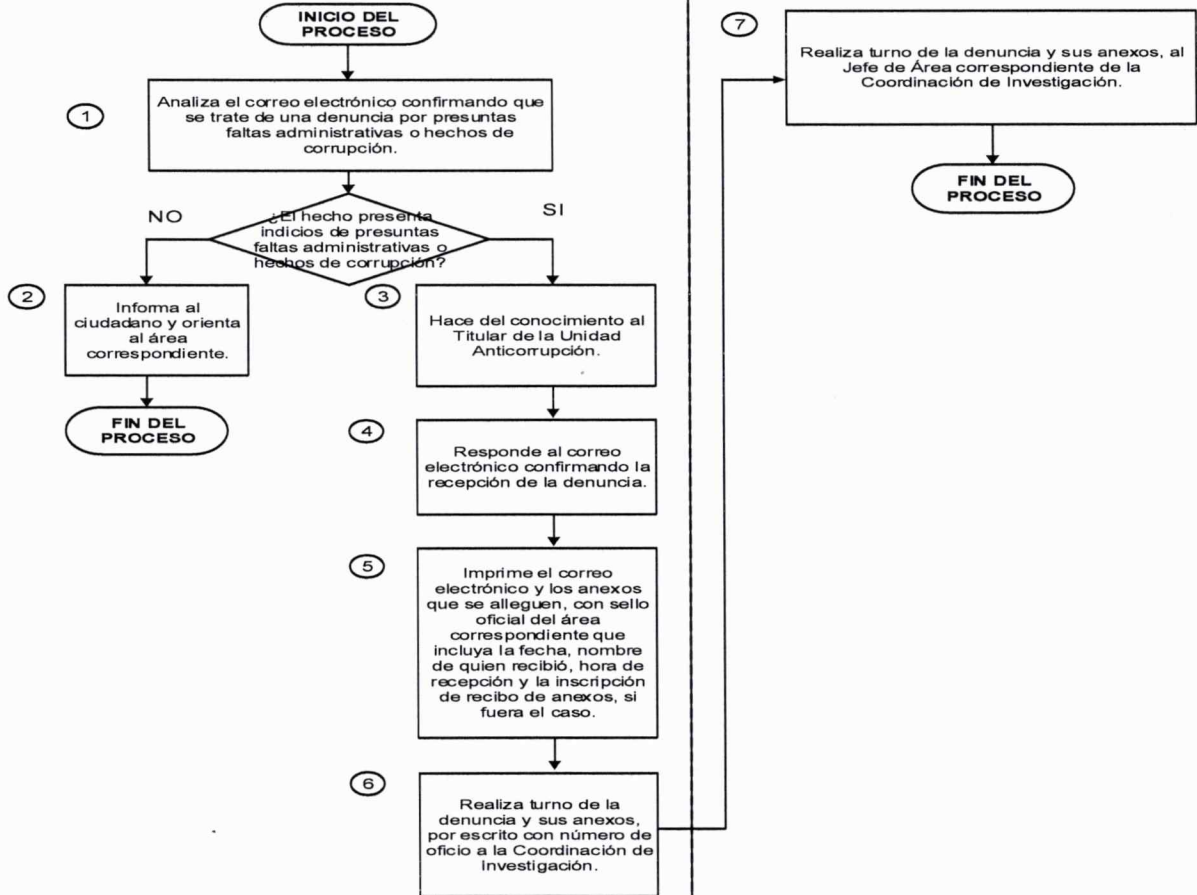 INICIO DEL
PROCESO
1
Analiza el correo electrónico confirmando que
se trate de una denuncia por presuntas
faltas administrativas o hechos de
corrupción.
¿El hecho presenta
indicios de presuntas
faltas administrativas o
hechos de corrupción?
NO
SI
2
Informa al
ciudadano y orienta
al área
correspondiente.
FIN DEL
PROCESO
3
Hace del conocimiento al
Titular de la Unidad
Anticorrupción.
4
Responde al correo
electrónico confirmando la
recepción de la denuncia.
5
Imprime el correo
electrónico y los anexos
que se alleguen, con sello
oficial del área
correspondiente que
incluya la fecha, nombre
de quien recibió, hora de
recepción y la inscripción
de recibo de anexos, si
fuera el caso.
6
Realiza turno de la
denuncia y sus anexos,
por escrito con número de
oficio a la Coordinación de
Investigación.
7
Realiza turno de la denuncia y sus anexos, al
Jefe de Área correspondiente de la
Coordinación de Investigación.
FIN DEL
PROCESO